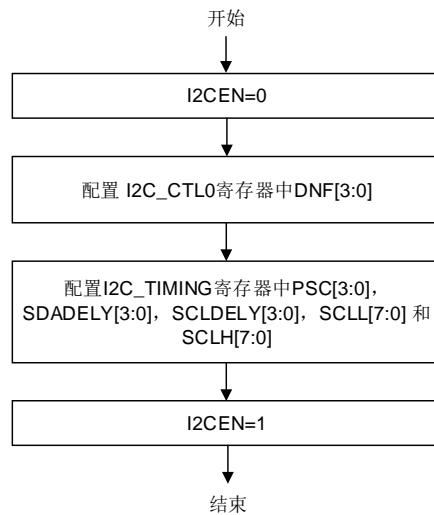 开始
I2CEN=0
配置 I2C_CTL0寄存器中DNF[3:0]
配置I2C_TIMING寄存器中PSC[3:0]，
SDADELY[3:0]，SCLDELY[3:0]，SCLL[7:0] 和
SCLH[7:0]
I2CEN=1
结束